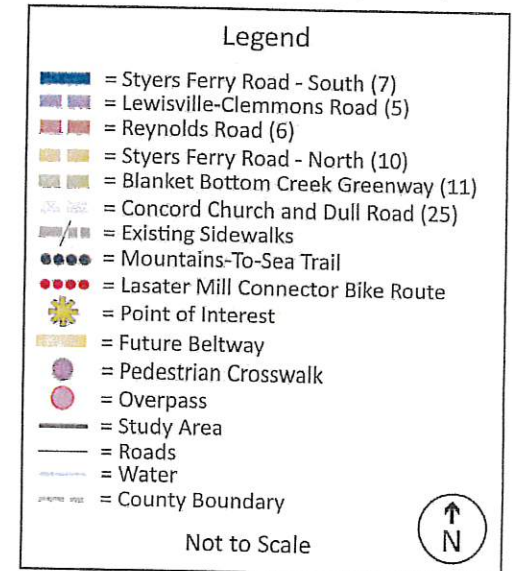 Legend
= Styers Ferry Road - South (7)
= Lewisville-Clemmons Road (5)
= Reynolds Road (6)
= Styers Ferry Road - North (10)
= Blanket Bottom Creek Greenway (11)
= Concord Church and Dull Road (25)
= Existing Sidewalks
= Mountains-To-Sea Trail
= Lasater Mill Connector Bike Route
= Point of Interest
= Future Beltway
= Pedestrian Crosswalk
= Overpass
= Study Area
= Roads
= Water
= County Boundary
Not to Scale
N